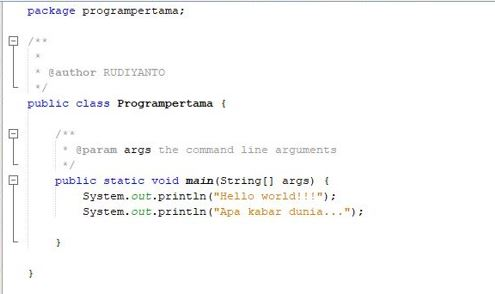 package programpertama;
/**
 *
 * @author RUDIYANTO
 */
public class Programpertama {
/**
 * @param args the command line arguments
 */
public static void main(String[] args) {
System.out.println("Hello world!!!");
System.out.println("Apa kabar dunia...");
}
}